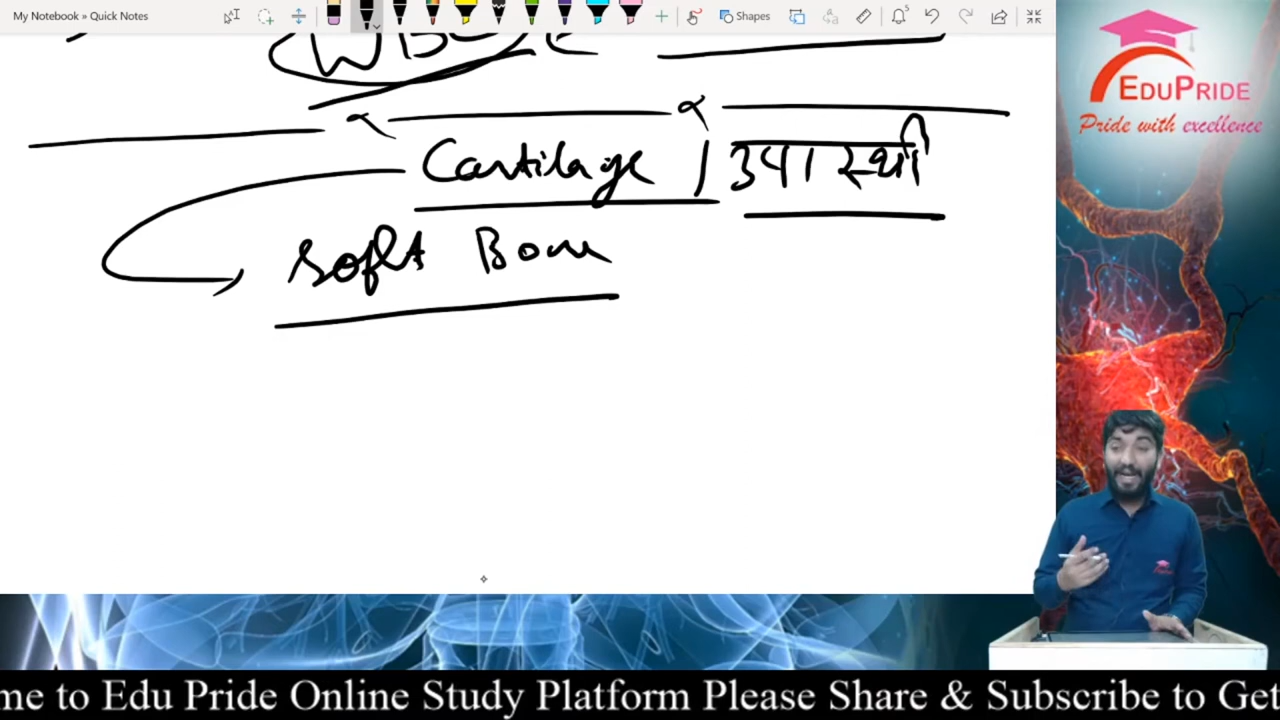 My Notebook » Quick Notes
Shapes
Cartilage | उपास्थी
Soft Bone
EDUPRIDE
Pride with excellence
me to Edu Pride Online Study Platform Please Share & Subscribe to Get